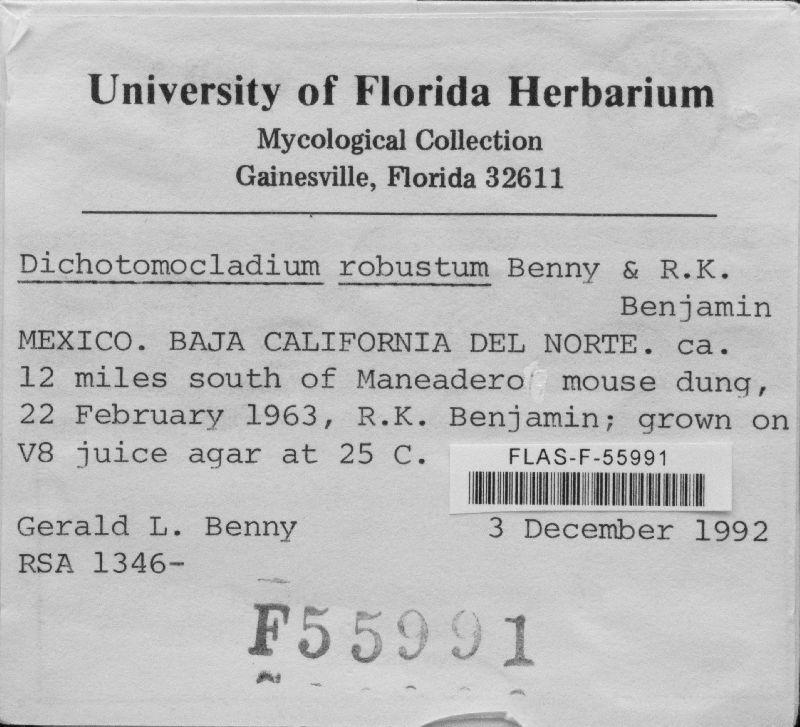 University of Florida Herbarium
Mycological Collection
Gainesville, Florida 32611
Dichotomocladium robustum Benny & R.K.
Benjamin
MEXICO. BAJA CALIFORNIA DEL NORTE. ca.
12 miles south of Maneadero mouse dung,
22 February 1963, R.K. Benjamin; grown on
V8 juice agar at 25 C.
FLAS-F-55991
Gerald L. Benny 3 December 1992
RSA 1346-
F55991